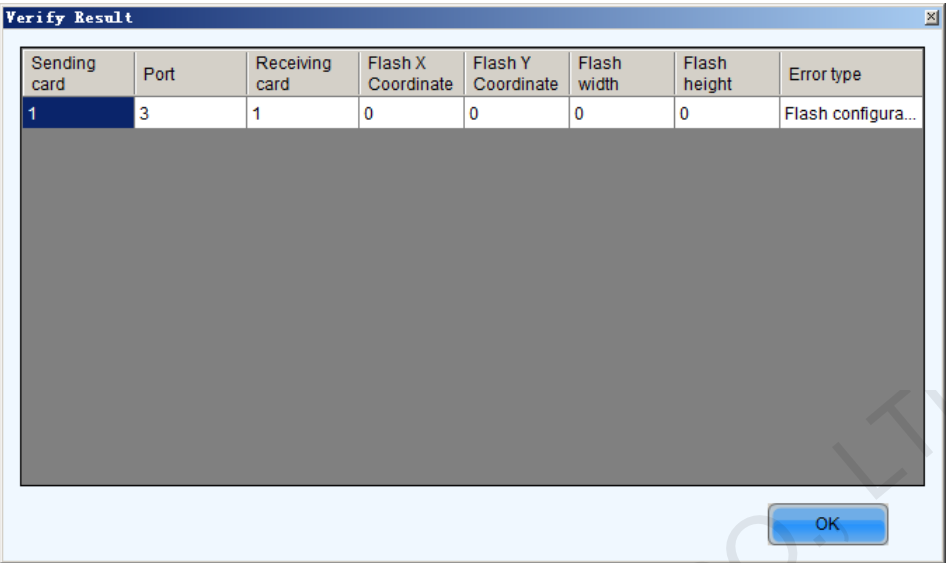 Verify Result
Sending card Port Receiving card Flash X Coordinate Flash Y Coordinate Flash width Flash height Error type
1 3 1 0 0 0 0 Flash configura...
OK
O., LT